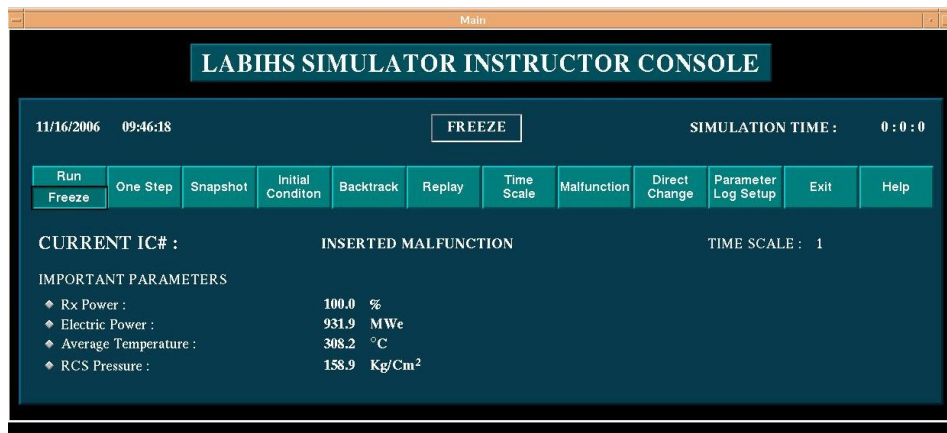 Main
LABIHS SIMULATOR INSTRUCTOR CONSOLE
11/16/2006 09:46:18 FREEZE SIMULATION TIME : 0 : 0 : 0
Run
Freeze
One Step
Snapshot
Initial
Conditon
Backtrack
Replay
Time
Scale
Malfunction
Direct
Change
Parameter
Log Setup
Exit
Help
CURRENT IC# : INSERTED MALFUNCTION TIME SCALE : 1
IMPORTANT PARAMETERS
Rx Power : 100.0 %
Electric Power : 931.9 MWe
Average Temperature : 308.2 °C
RCS Pressure : 158.9 Kg/Cm²